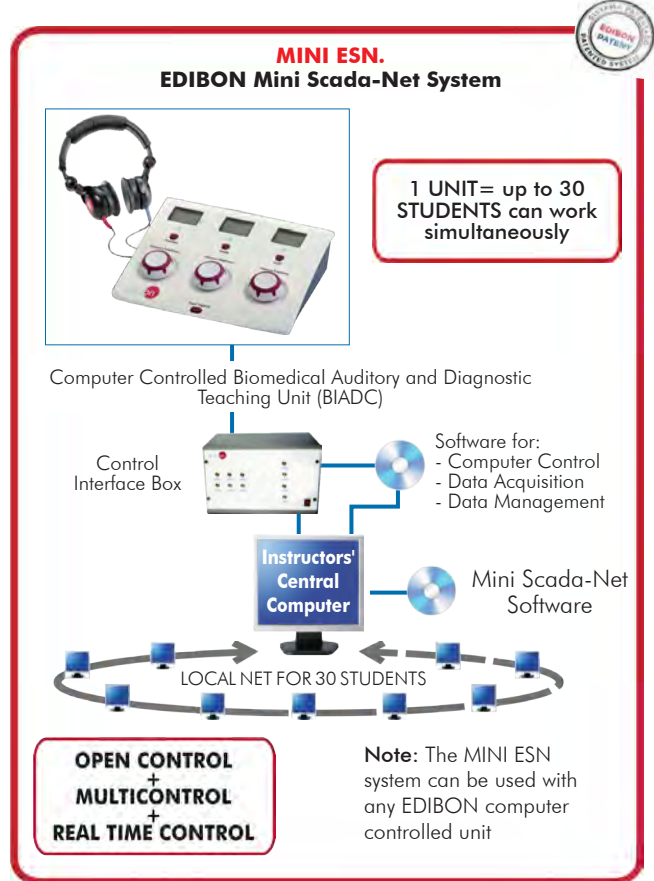 EDIBON
PATENT
PATENTED SYSTEM
MINI ESN.
EDIBON Mini Scada-Net System
1 UNIT= up to 30
STUDENTS can work
simultaneously
Computer Controlled Biomedical Auditory and Diagnostic
Teaching Unit (BIADC)
Control
Interface Box
Software for:
- Computer Control
- Data Acquisition
- Data Management
Instructors'
Central
Computer
Mini Scada-Net
Software
LOCAL NET FOR 30 STUDENTS
OPEN CONTROL
+
MULTICONTROL
+
REAL TIME CONTROL
Note: The MINI ESN
system can be used with
any EDIBON computer
controlled unit